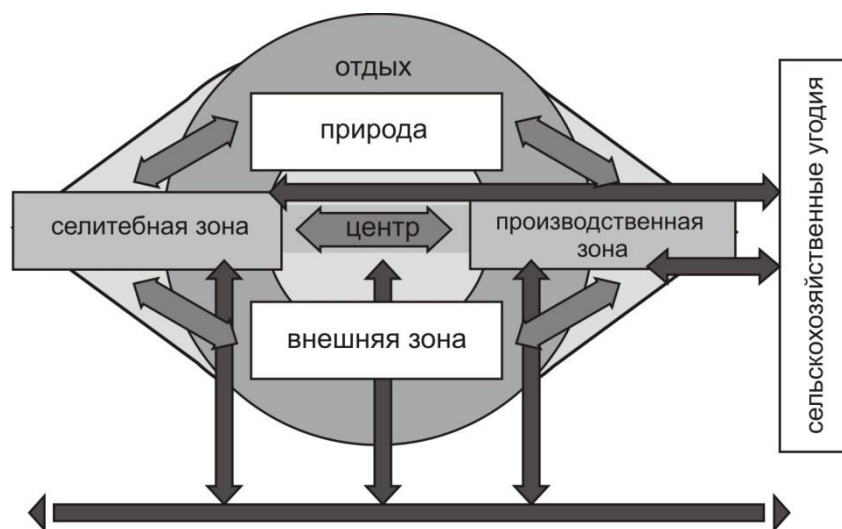 отдых
природа
селитебная зона
центр
производственная
зона
внешняя зона
сельскохозяйственные угодия